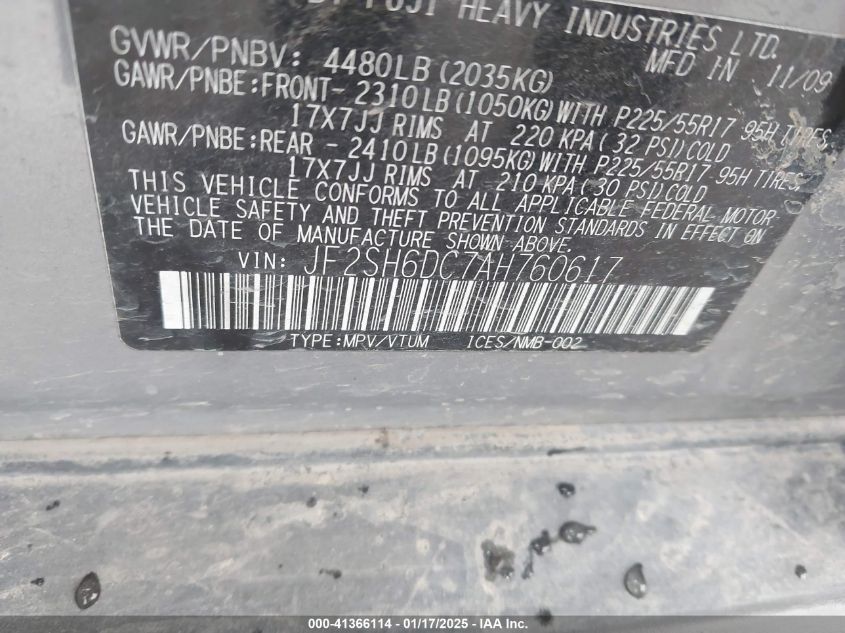 BY FUJI HEAVY INDUSTRIES LTD.
MFD IN 11/09
GVWR/PNBV: 4480LB(2035KG)
GAWR/PNBE:FRONT- 2310LB(1050KG)WITH P225/55R17 95H TIRES,
17X7JJ RIMS AT 220 KPA(32 PSI)COLD
GAWR/PNBE:REAR - 2410LB(1095KG)WITH P225/55R17 95H TIRES,
17X7JJ RIMS AT 210 KPA(30 PSI)COLD
THIS VEHICLE CONFORMS TO ALL APPLICABLE FEDERAL MOTOR
VEHICLE SAFETY AND THEFT PREVENTION STANDARDS IN EFFECT ON
THE DATE OF MANUFACTURE SHOWN ABOVE.
VIN: JF2SH6DC7AH760617
TYPE:MPV/VTUM ICES/NMB-002
000-41366114 - 01/17/2025 - IAA Inc.